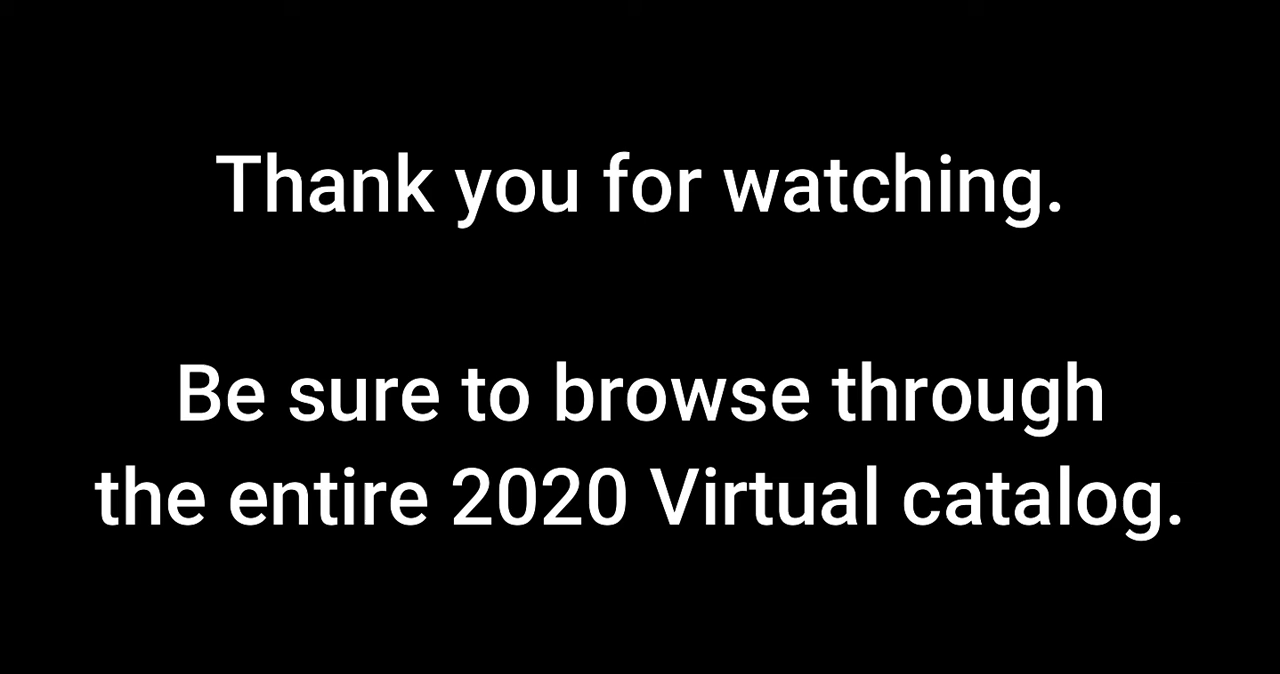 Thank you for watching.
Be sure to browse through
the entire 2020 Virtual catalog.